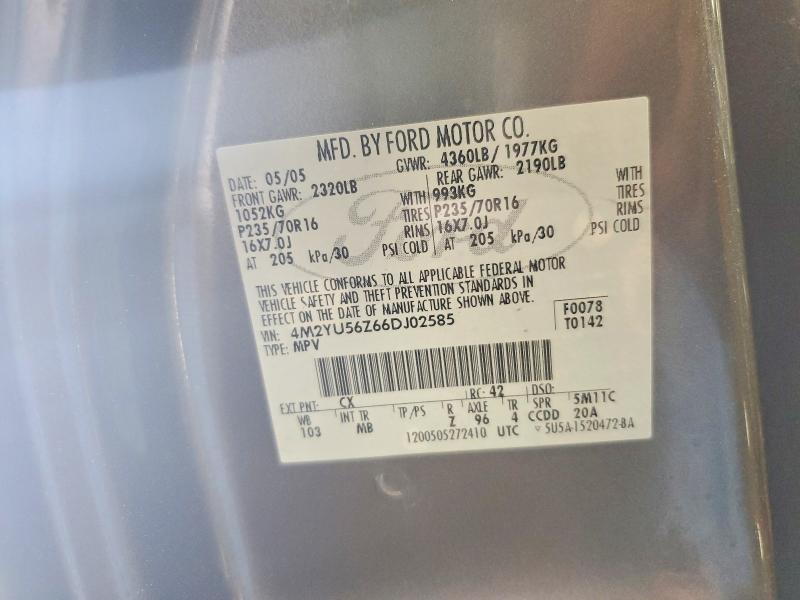 MFD. BY FORD MOTOR CO.
DATE: 05/05 GVWR: 4360LB/ 1977KG
FRONT GAWR: 2320LB REAR GAWR: 2190LB
1052KG WITH 993KG WITH
P235/70R16 TIRES P235/70R16 TIRES
16X7.0J RIMS 16X7.0J RIMS
AT 205 kPa/30 PSI COLD AT 205 kPa/30 PSI COLD
Ford
THIS VEHICLE CONFORMS TO ALL APPLICABLE FEDERAL MOTOR
VEHICLE SAFETY AND THEFT PREVENTION STANDARDS IN
EFFECT ON THE DATE OF MANUFACTURE SHOWN ABOVE.
VIN: 4M2YU56Z66DJ02585 F0078
TYPE: MPV T0142
EXT PNT: CX RC: 42 DSO:
WB INT TR TP/PS R AXLE TR SPR 5M11C
103 MB Z 96 4 CCDD 20A
1200505272410 UTC 5U5A-1520472-BA